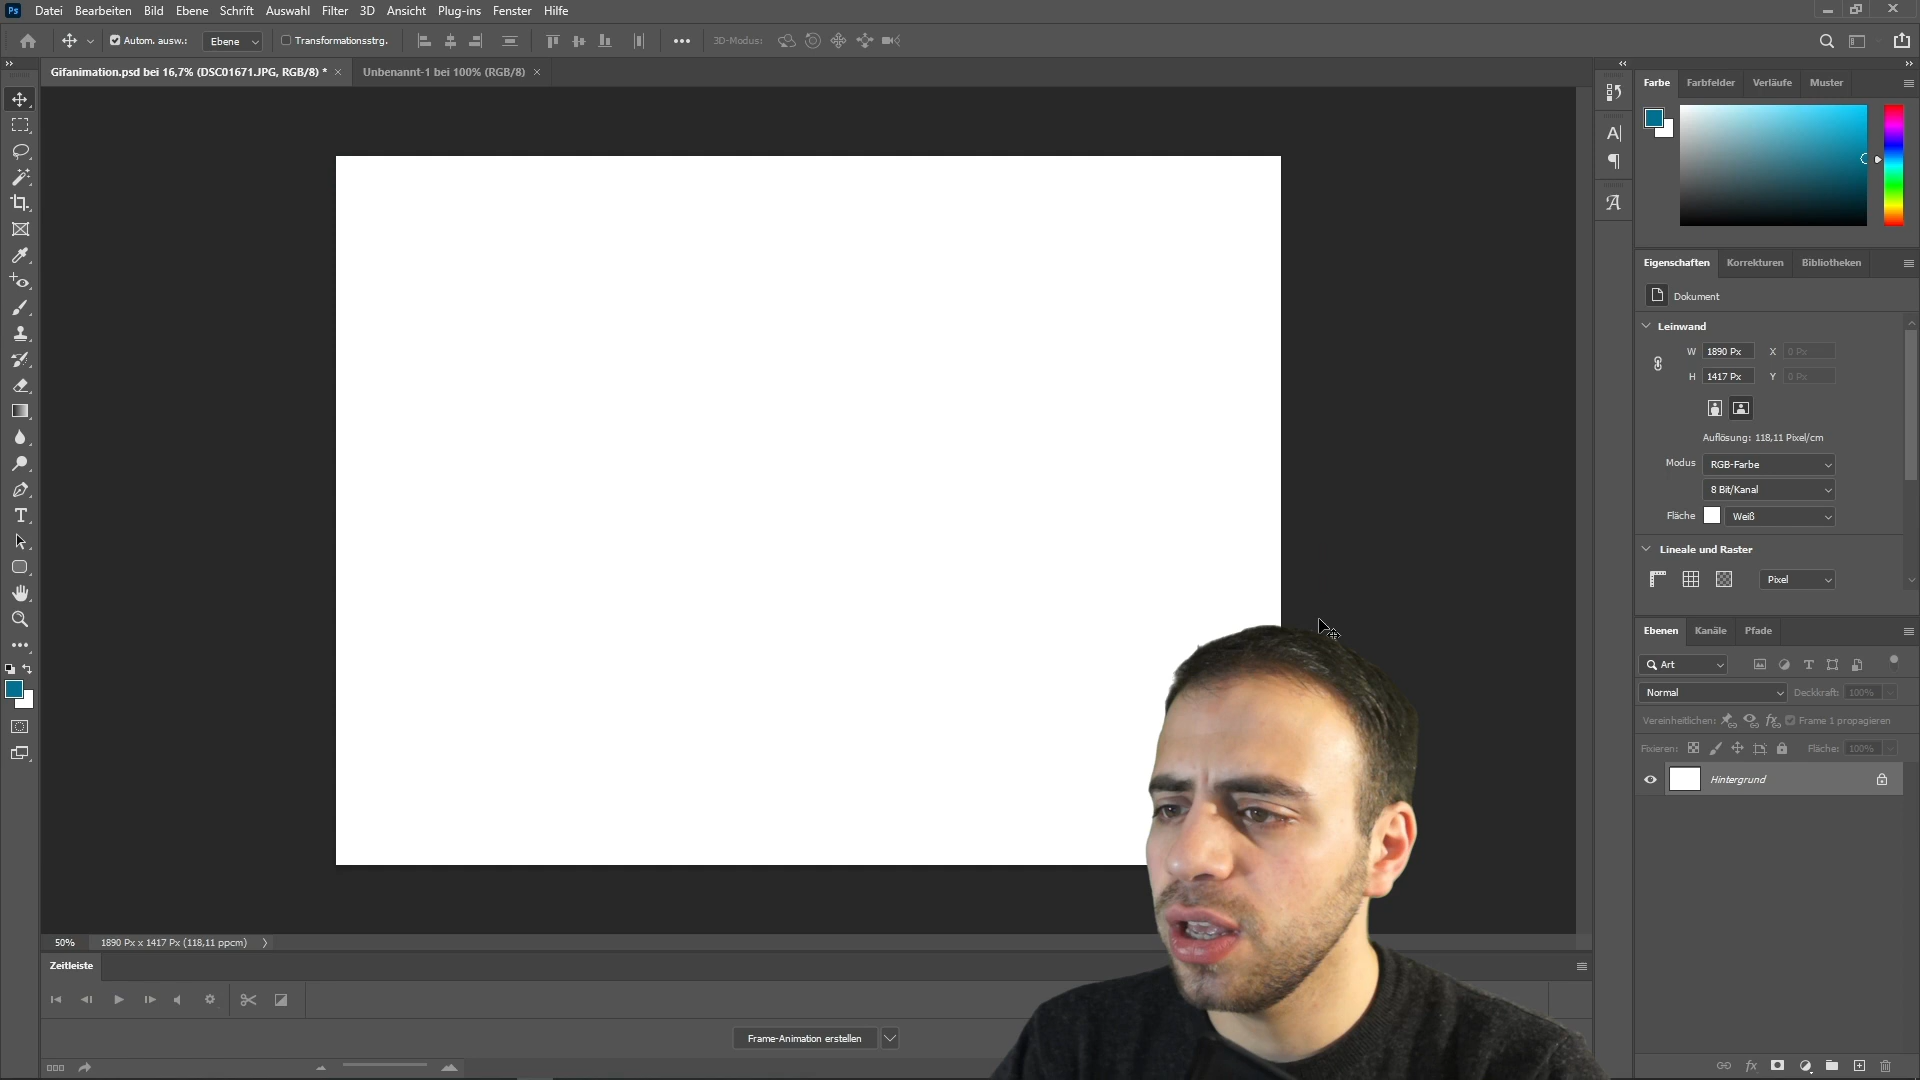 Ps Datei Bearbeiten Bild Ebene Schrift Auswahl Filter 3D Ansicht Plug-ins Fenster Hilfe
Autom. ausw.: Ebene Transformationsstrg. 3D-Modus:
Gifanimation.psd bei 16,7% (DSC01671.JPG, RGB/8) * Unbenannt-1 bei 100% (RGB/8)
Farbe Farbfelder Verläufe Muster
Eigenschaften Korrekturen Bibliotheken
Dokument
Leinwand
W 1890 Px X 0 Px
H 1417 Px Y 0 Px
Auflösung: 118,11 Pixel/cm
Modus RGB-Farbe
8 Bit/Kanal
Fläche Weiß
Lineale und Raster
Pixel
Ebenen Kanäle Pfade
Art
Normal Deckkraft: 100%
Vereinheitlichen: Frame 1 propagieren
Fixieren: Fläche: 100%
Hintergrund
50% 1890 Px x 1417 Px (118,11 ppcm)
Zeitleiste
Frame-Animation erstellen